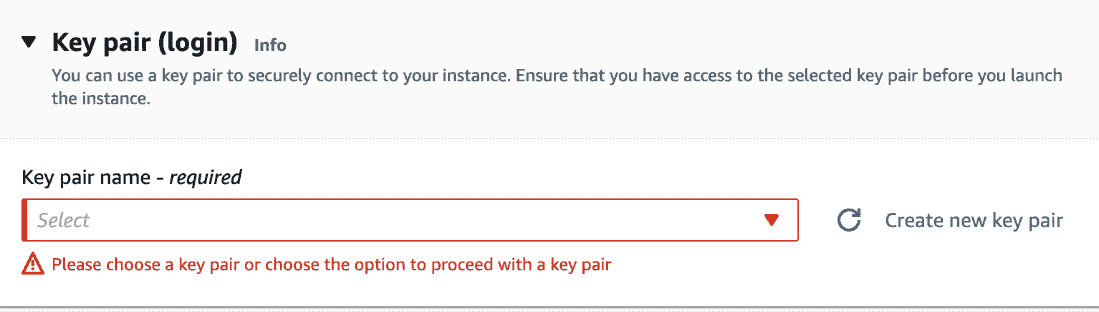 Key pair (login) Info
You can use a key pair to securely connect to your instance. Ensure that you have access to the selected key pair before you launch
the instance.
Key pair name - required
Select
Create new key pair
Please choose a key pair or choose the option to proceed with a key pair